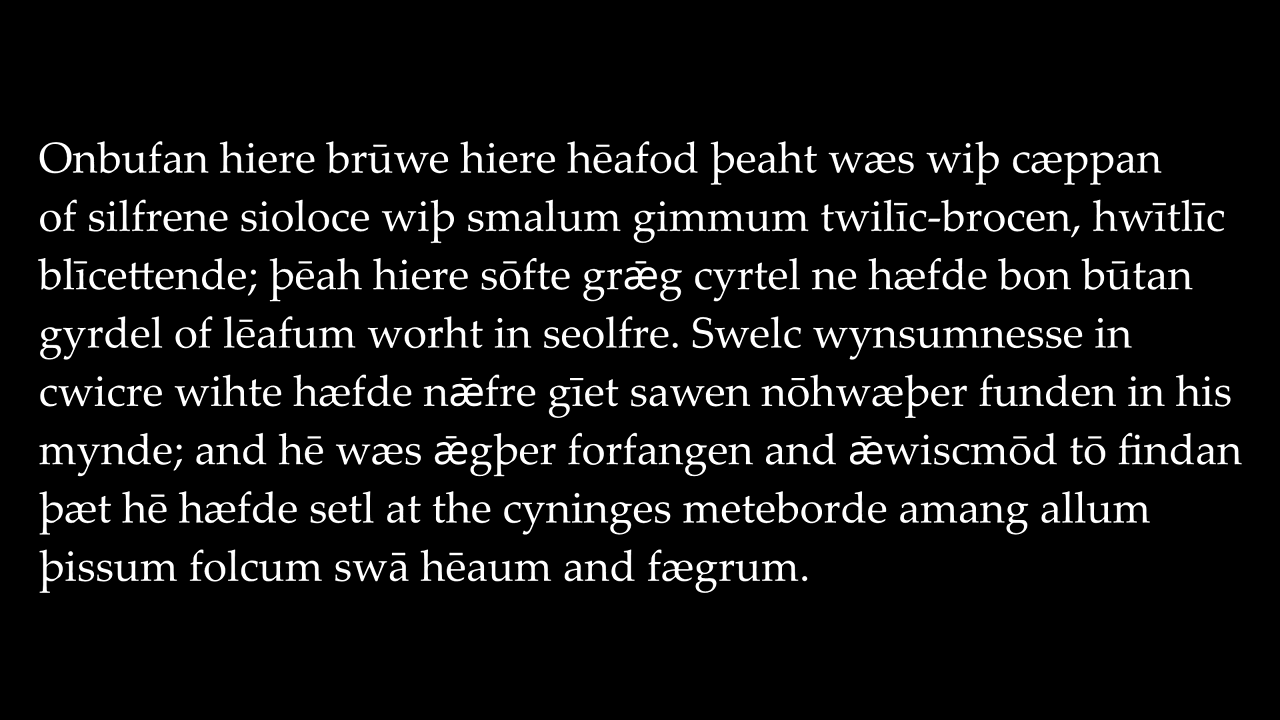 Onbufan hiere brūwe hiere hēafod þeaht wæs wiþ cæppan
of silfrene sioloce wiþ smalum gimmum twilīc-brocen, hwītlīc
blīcettende; þēah hiere sōfte grǣg cyrtel ne hæfde bon būtan
gyrdel of lēafum worht in seolfre. Swelc wynsumnesse in
cwicre wihte hæfde nǣfre gīet sawen nōhwæþer funden in his
mynde; and hē wæs ǣgþer forfangen and ǣwiscmōd tō findan
þæt hē hæfde setl at the cyninges meteborde amang allum
þissum folcum swā hēaum and fægrum.